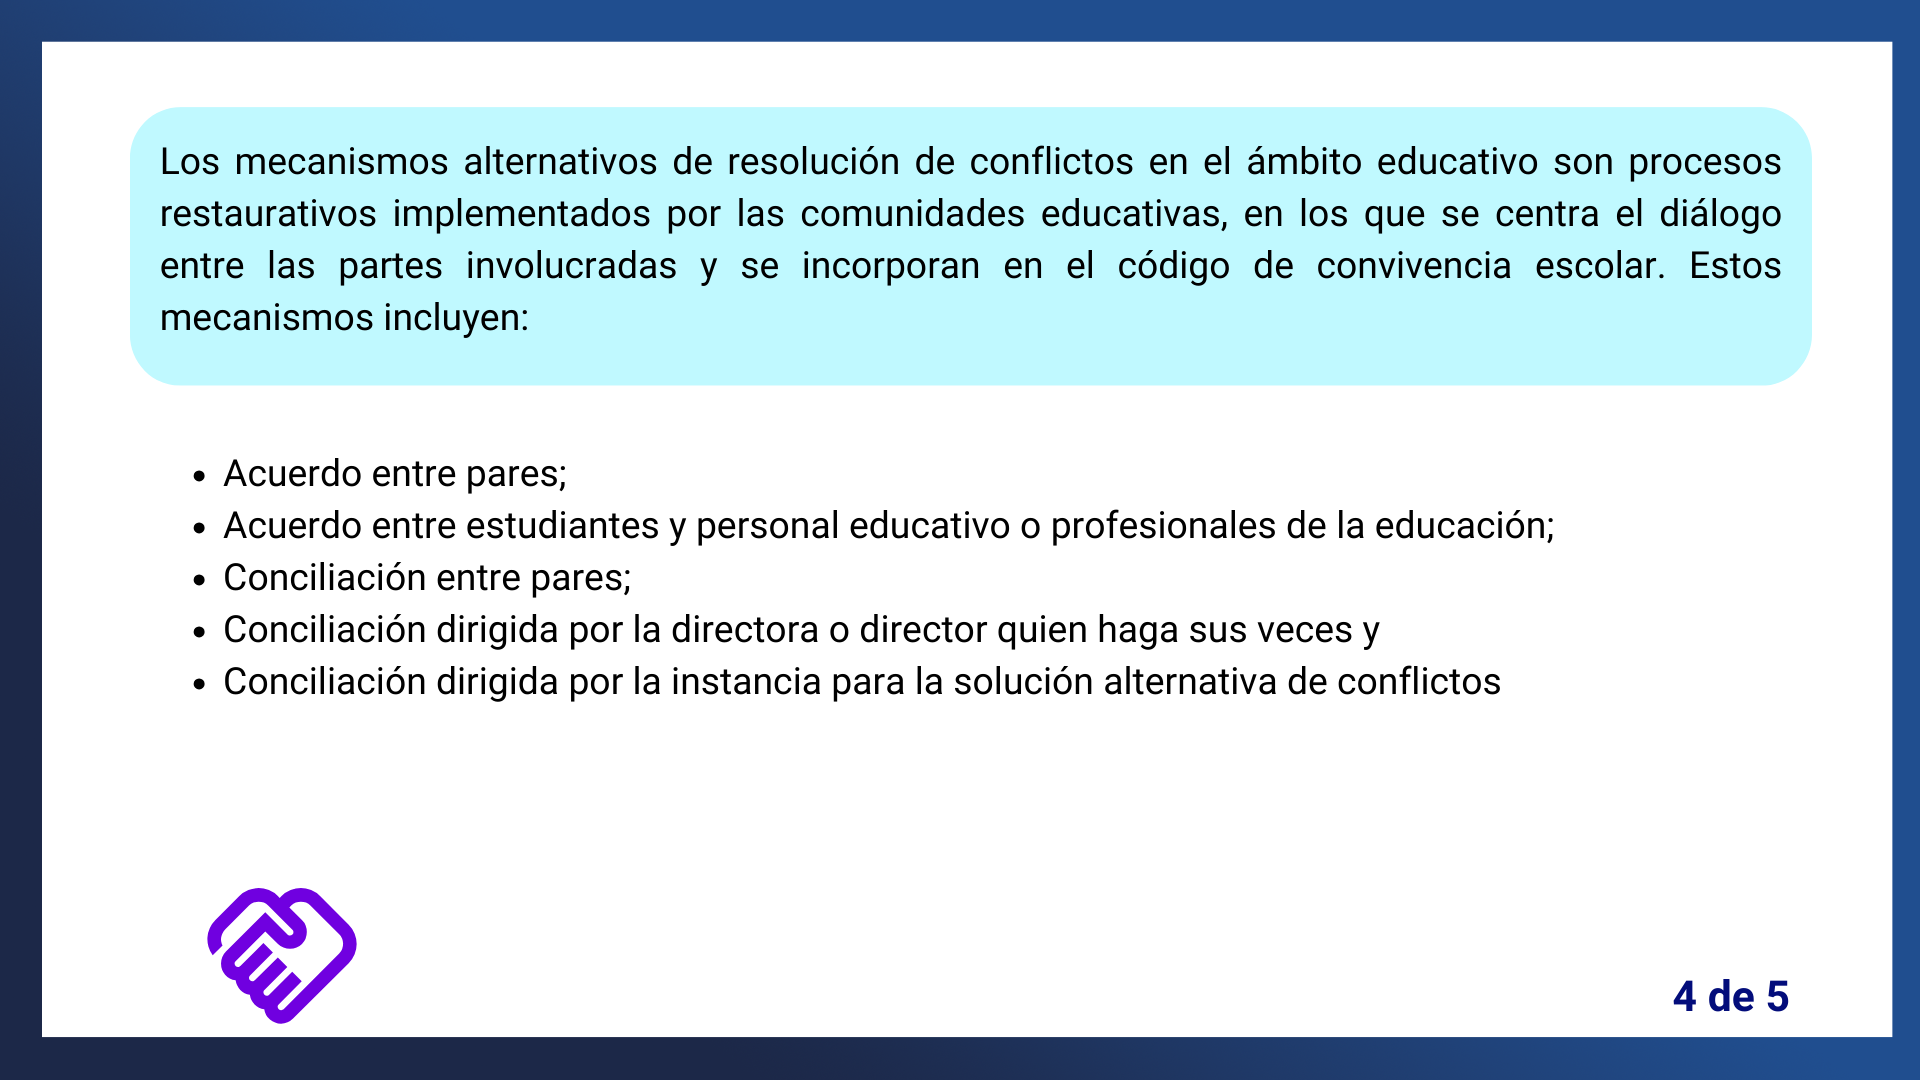 Los mecanismos alternativos de resolución de conflictos en el ámbito educativo son procesos
restaurativos implementados por las comunidades educativas, en los que se centra el diálogo
entre las partes involucradas y se incorporan en el código de convivencia escolar. Estos
mecanismos incluyen:
• Acuerdo entre pares;
• Acuerdo entre estudiantes y personal educativo o profesionales de la educación;
• Conciliación entre pares;
• Conciliación dirigida por la directora o director quien haga sus veces y
• Conciliación dirigida por la instancia para la solución alternativa de conflictos
4 de 5